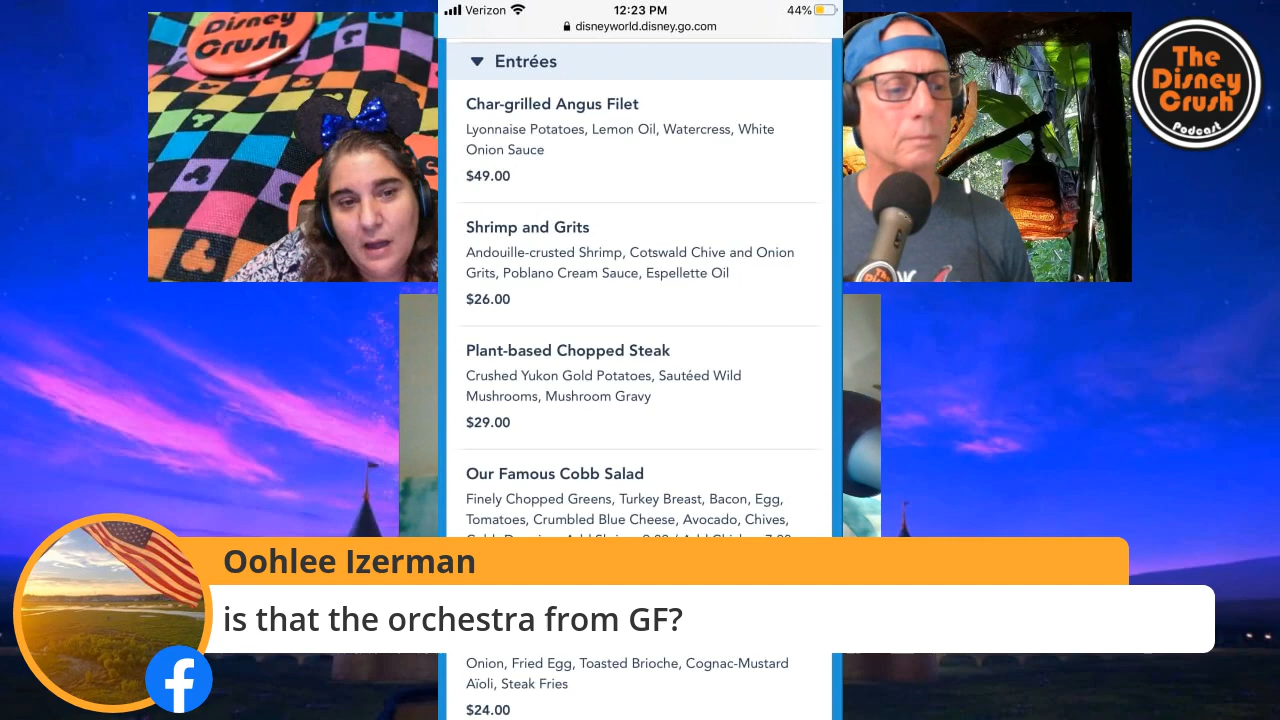 Disney
Crush
Verizon
12:23 PM
44%
disneyworld.disney.go.com
Entrées
Char-grilled Angus Filet
Lyonnaise Potatoes, Lemon Oil, Watercress, White
Onion Sauce
$49.00
Shrimp and Grits
Andouille-crusted Shrimp, Cotswald Chive and Onion
Grits, Poblano Cream Sauce, Espellette Oil
$26.00
Plant-based Chopped Steak
Crushed Yukon Gold Potatoes, Sautéed Wild
Mushrooms, Mushroom Gravy
$29.00
Our Famous Cobb Salad
Finely Chopped Greens, Turkey Breast, Bacon, Egg,
Tomatoes, Crumbled Blue Cheese, Avocado, Chives,
Onion, Fried Egg, Toasted Brioche, Cognac-Mustard
Aïoli, Steak Fries
$24.00
The
Disney
Crush
Podcast
Oohlee Izerman
is that the orchestra from GF?